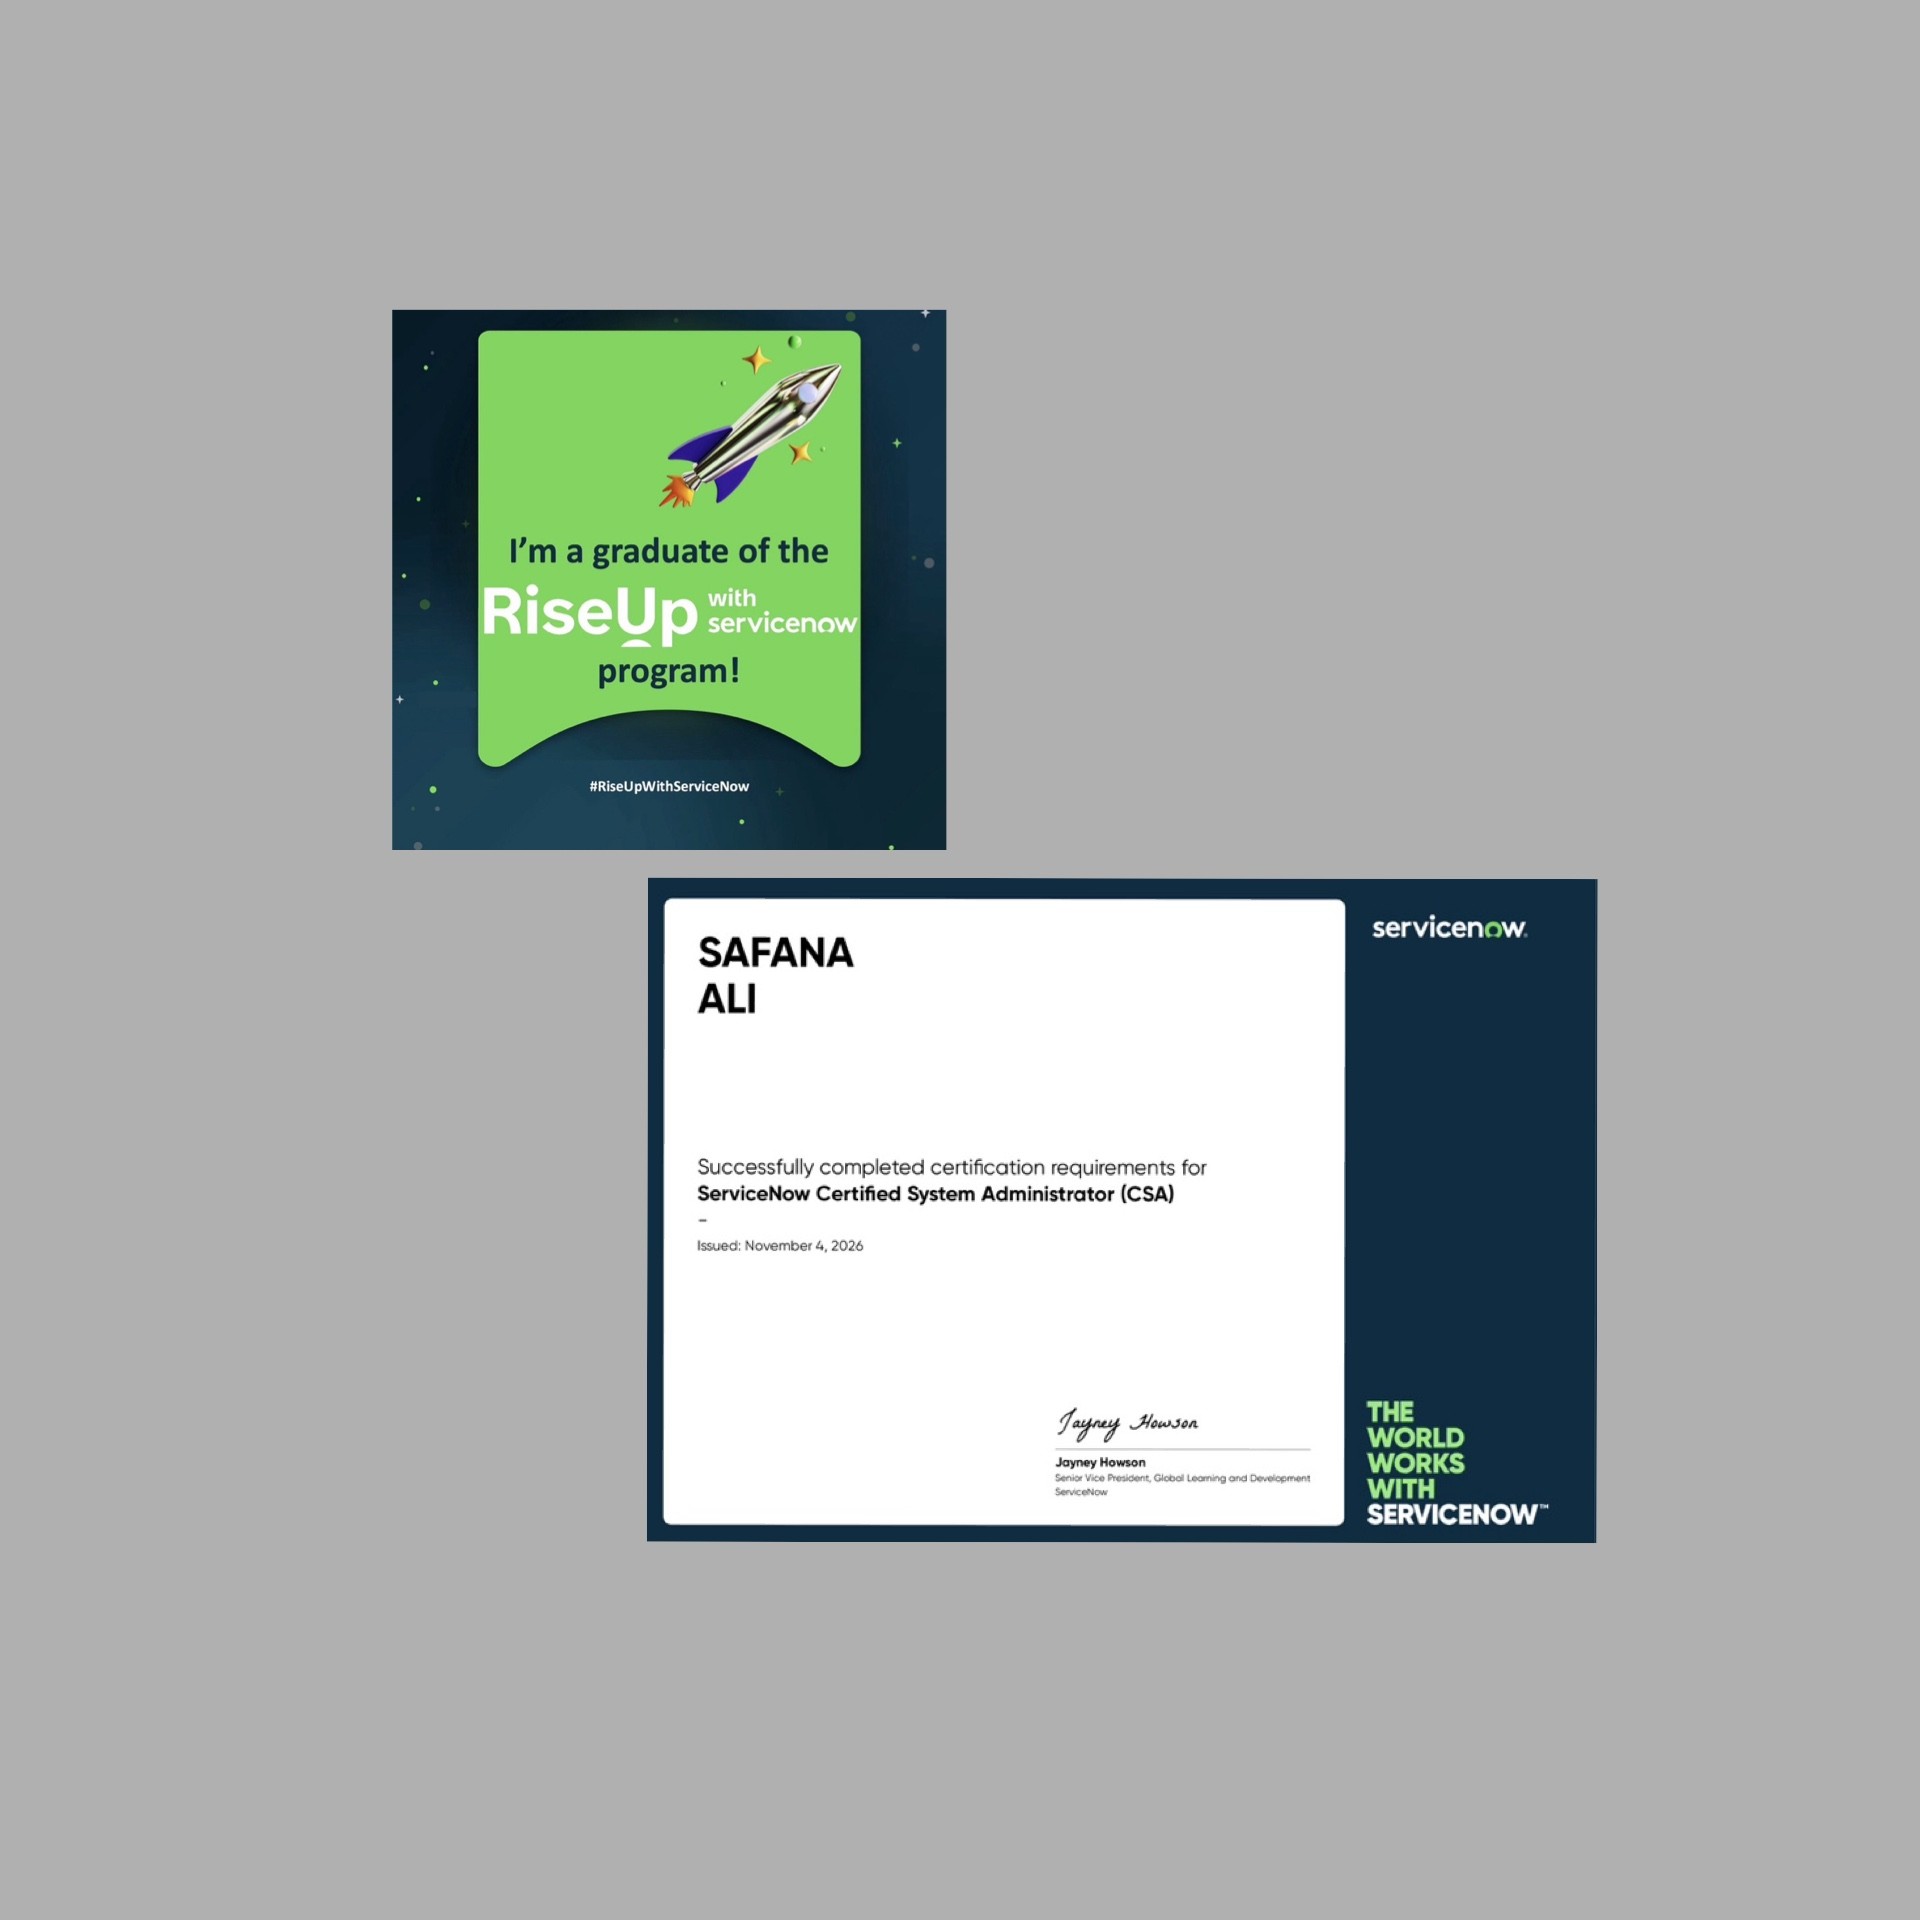 I’m a graduate of the
RiseUp with servicenow
program!
#RiseUpWithServiceNow
servicenow.
SAFANA
ALI
Successfully completed certification requirements for
ServiceNow Certified System Administrator (CSA)
–
Issued: November 4, 2026
Jayney Howson
Jayney Howson
Senior Vice President, Global Learning and Development
ServiceNow
THE
WORLD
WORKS
WITH
SERVICENOW™